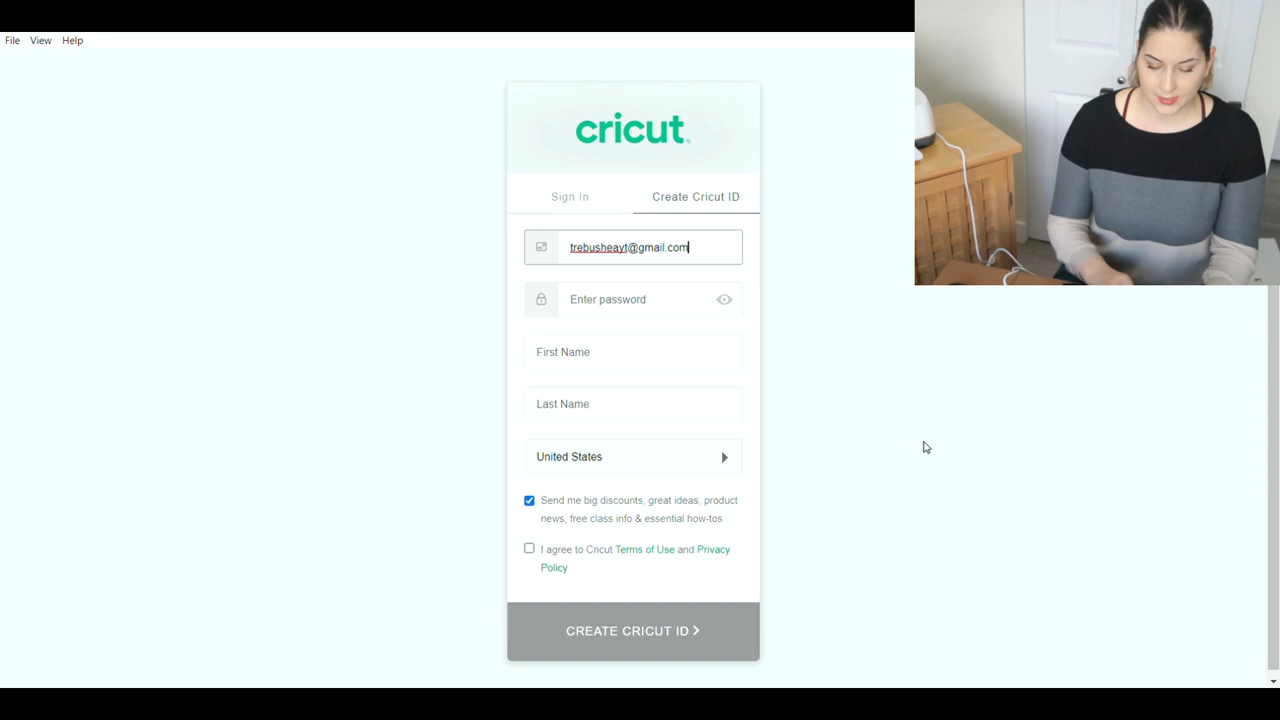 File View Help
cricut
Sign In Create Cricut ID
trebusheayt@gmail.com
Enter password
First Name
Last Name
United States
Send me big discounts, great ideas, product
news, free class info & essential how-tos
I agree to Cricut Terms of Use and Privacy
Policy
CREATE CRICUT ID